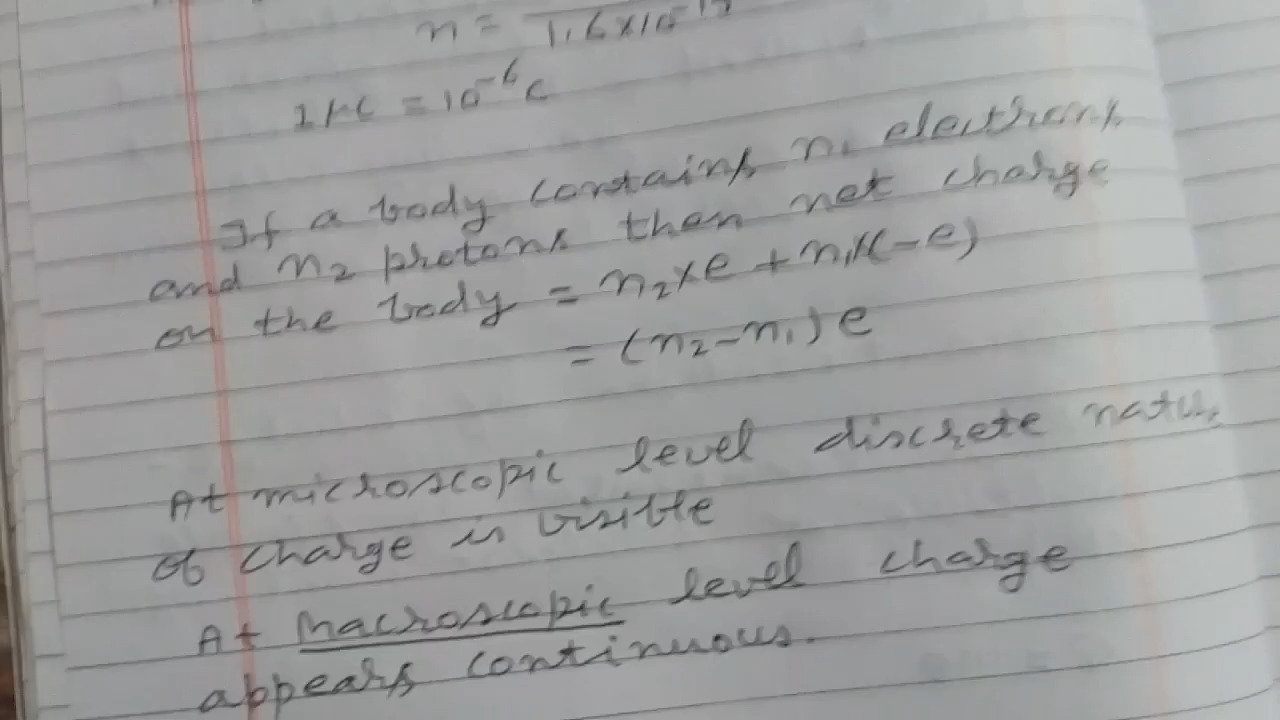 n = 1.6×10⁻¹⁹
1 μC = 10⁻⁶ C
If a body contains n₁ electrons
and n₂ protons then net charge
on the body = n₂×e + n₁×(-e)
= (n₂-n₁) e
At microscopic level discrete natu
of charge is visible
At macroscopic level charge
appears continuous.